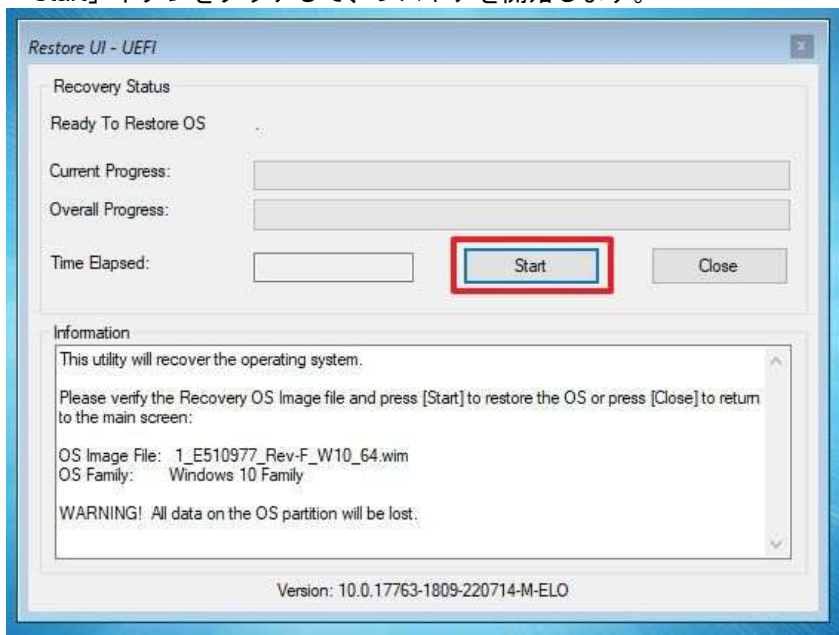 Restore UI - UEFI
Recovery Status
Ready To Restore OS .
Current Progress:
Overall Progress:
Time Elapsed:
Start
Close
Information
This utility will recover the operating system.
Please verify the Recovery OS Image file and press [Start] to restore the OS or press [Close] to return
to the main screen:
OS Image File: 1_E510977_Rev-F_W10_64.wim
OS Family: Windows 10 Family
WARNING! All data on the OS partition will be lost.
Version: 10.0.17763-1809-220714-M-ELO